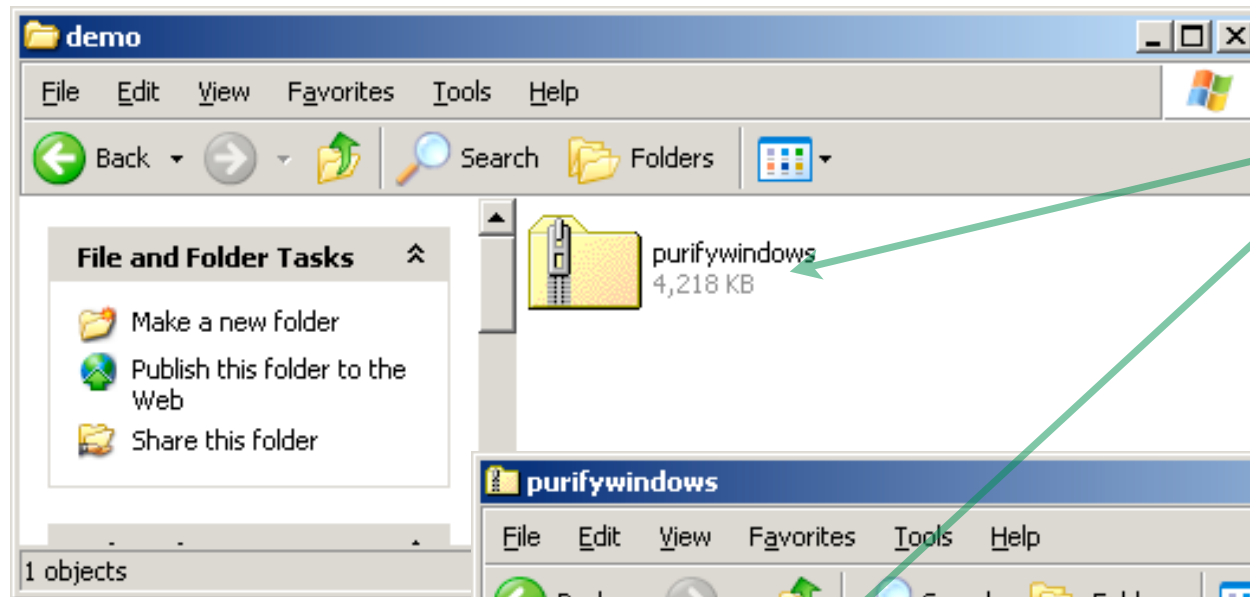 demo
File Edit View Favorites Tools Help
Back Search Folders
File and Folder Tasks
Make a new folder
Publish this folder to the
Web
Share this folder
purifywindows
4,218 KB
1 objects
purifywindows
File Edit View Favorites Tools Help